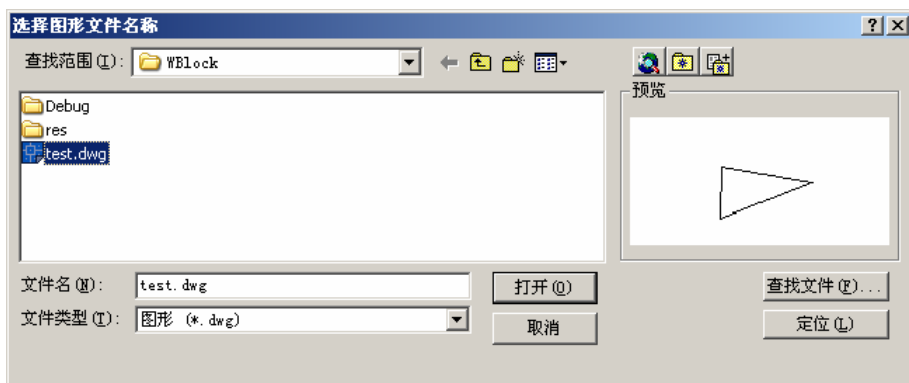 选择图形文件名称
查找范围(I): WBlock
预览
Debug
res
test.dwg
文件名(N): test.dwg 打开(O) 查找文件(F)...
文件类型(T): 图形 (*.dwg) 取消 定位(L)